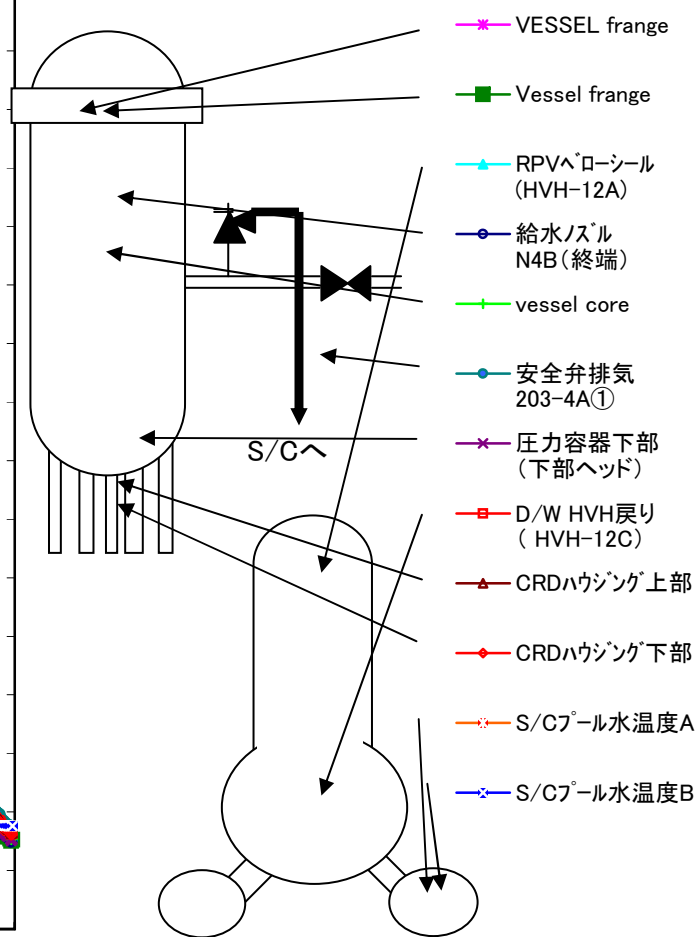 VESSEL frange
Vessel frange
RPVﾍﾞﾛｰｼｰﾙ
(HVH-12A)
給水ﾉｽﾞﾙ
N4B(終端)
vessel core
安全弁排気
203-4A①
圧力容器下部
(下部ヘッド)
D/W HVH戻り
( HVH-12C)
CRDﾊｳｼﾞﾝｸﾞ上部
CRDﾊｳｼﾞﾝｸﾞ下部
S/Cﾌﾟｰﾙ水温度A
S/Cﾌﾟｰﾙ水温度B
S/Cへ